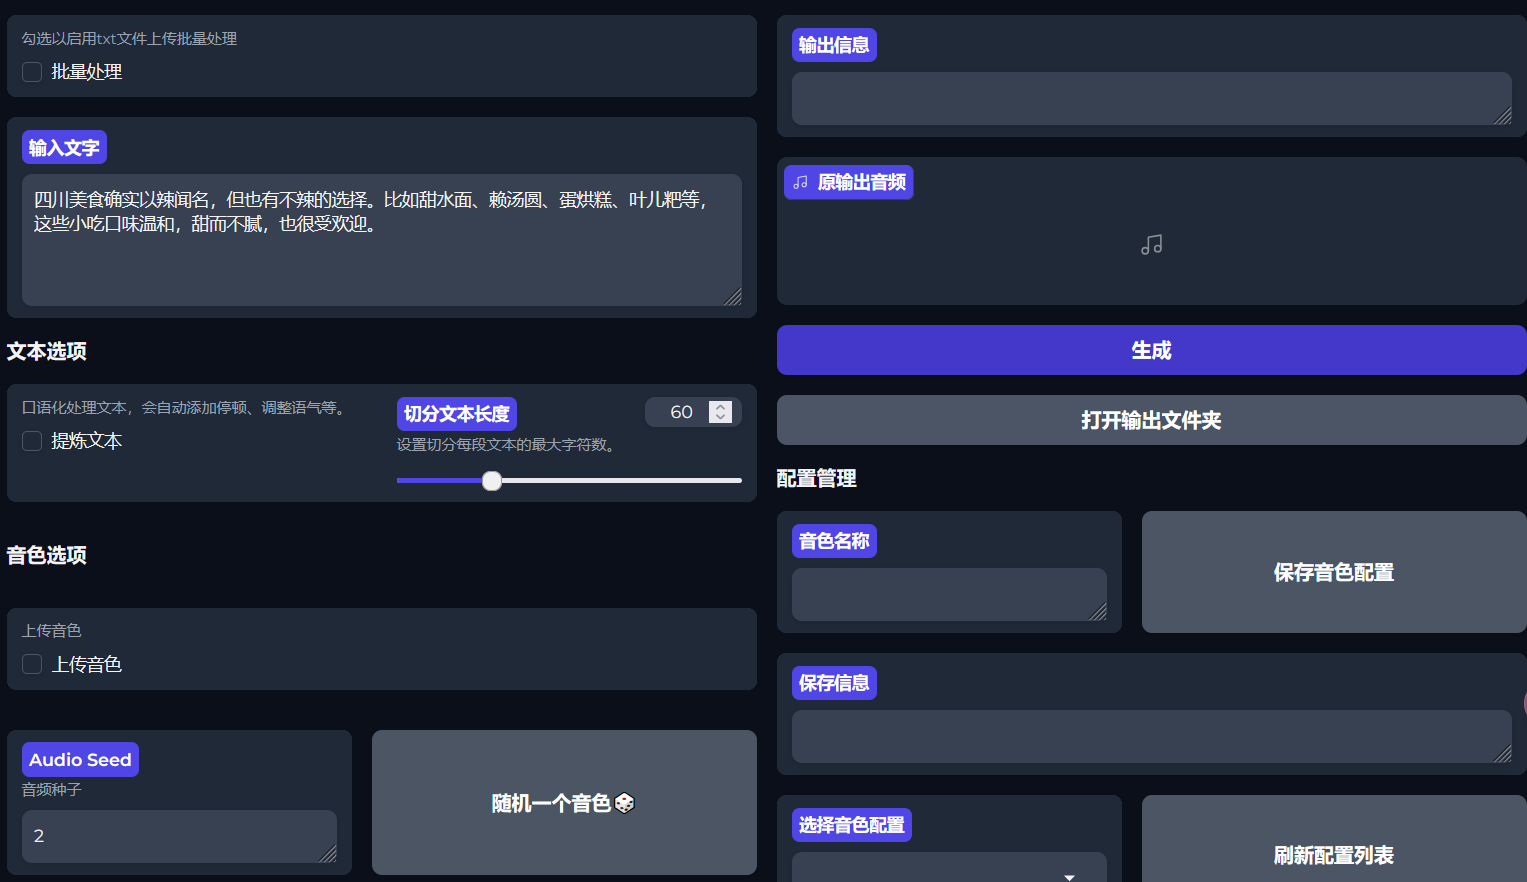 勾选以启用txt文件上传批量处理
批量处理
输入文字
四川美食确实以辣闻名，但也有不辣的选择。比如甜水面、赖汤圆、蛋烘糕、叶儿粑等，
这些小吃口味温和，甜而不腻，也很受欢迎。
文本选项
口语化处理文本，会自动添加停顿、调整语气等。
提炼文本
切分文本长度
60
设置切分每段文本的最大字符数。
音色选项
上传音色
上传音色
Audio Seed
音频种子
2
随机一个音色🎲
输出信息
原输出音频
生成
打开输出文件夹
配置管理
音色名称
保存音色配置
保存信息
选择音色配置
刷新配置列表